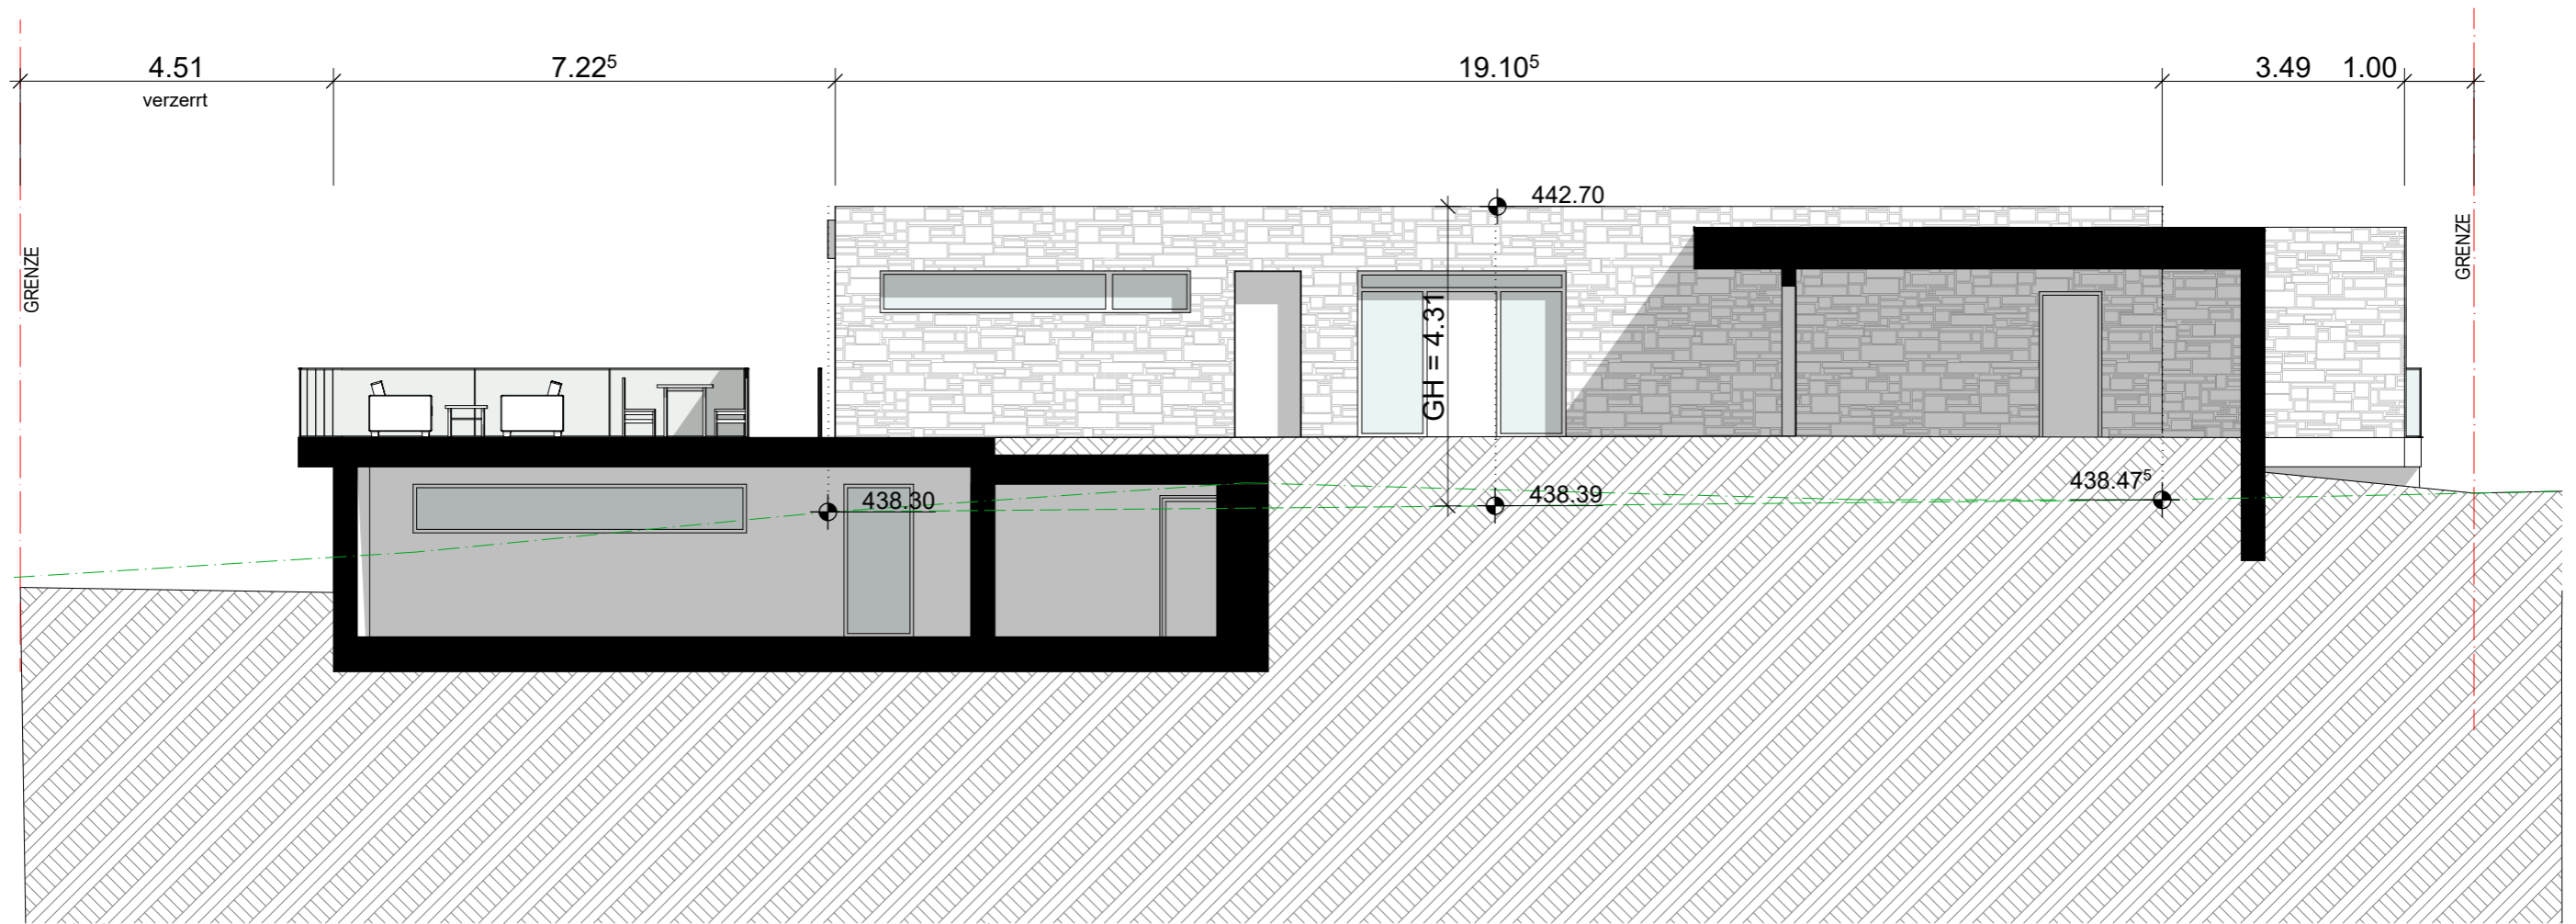 4.51
7.22⁵
19.10⁵
3.49
1.00
verzerrt
442.70
GRENZE
GRENZE
GH = 4.31
438.30
438.39
438.47⁵